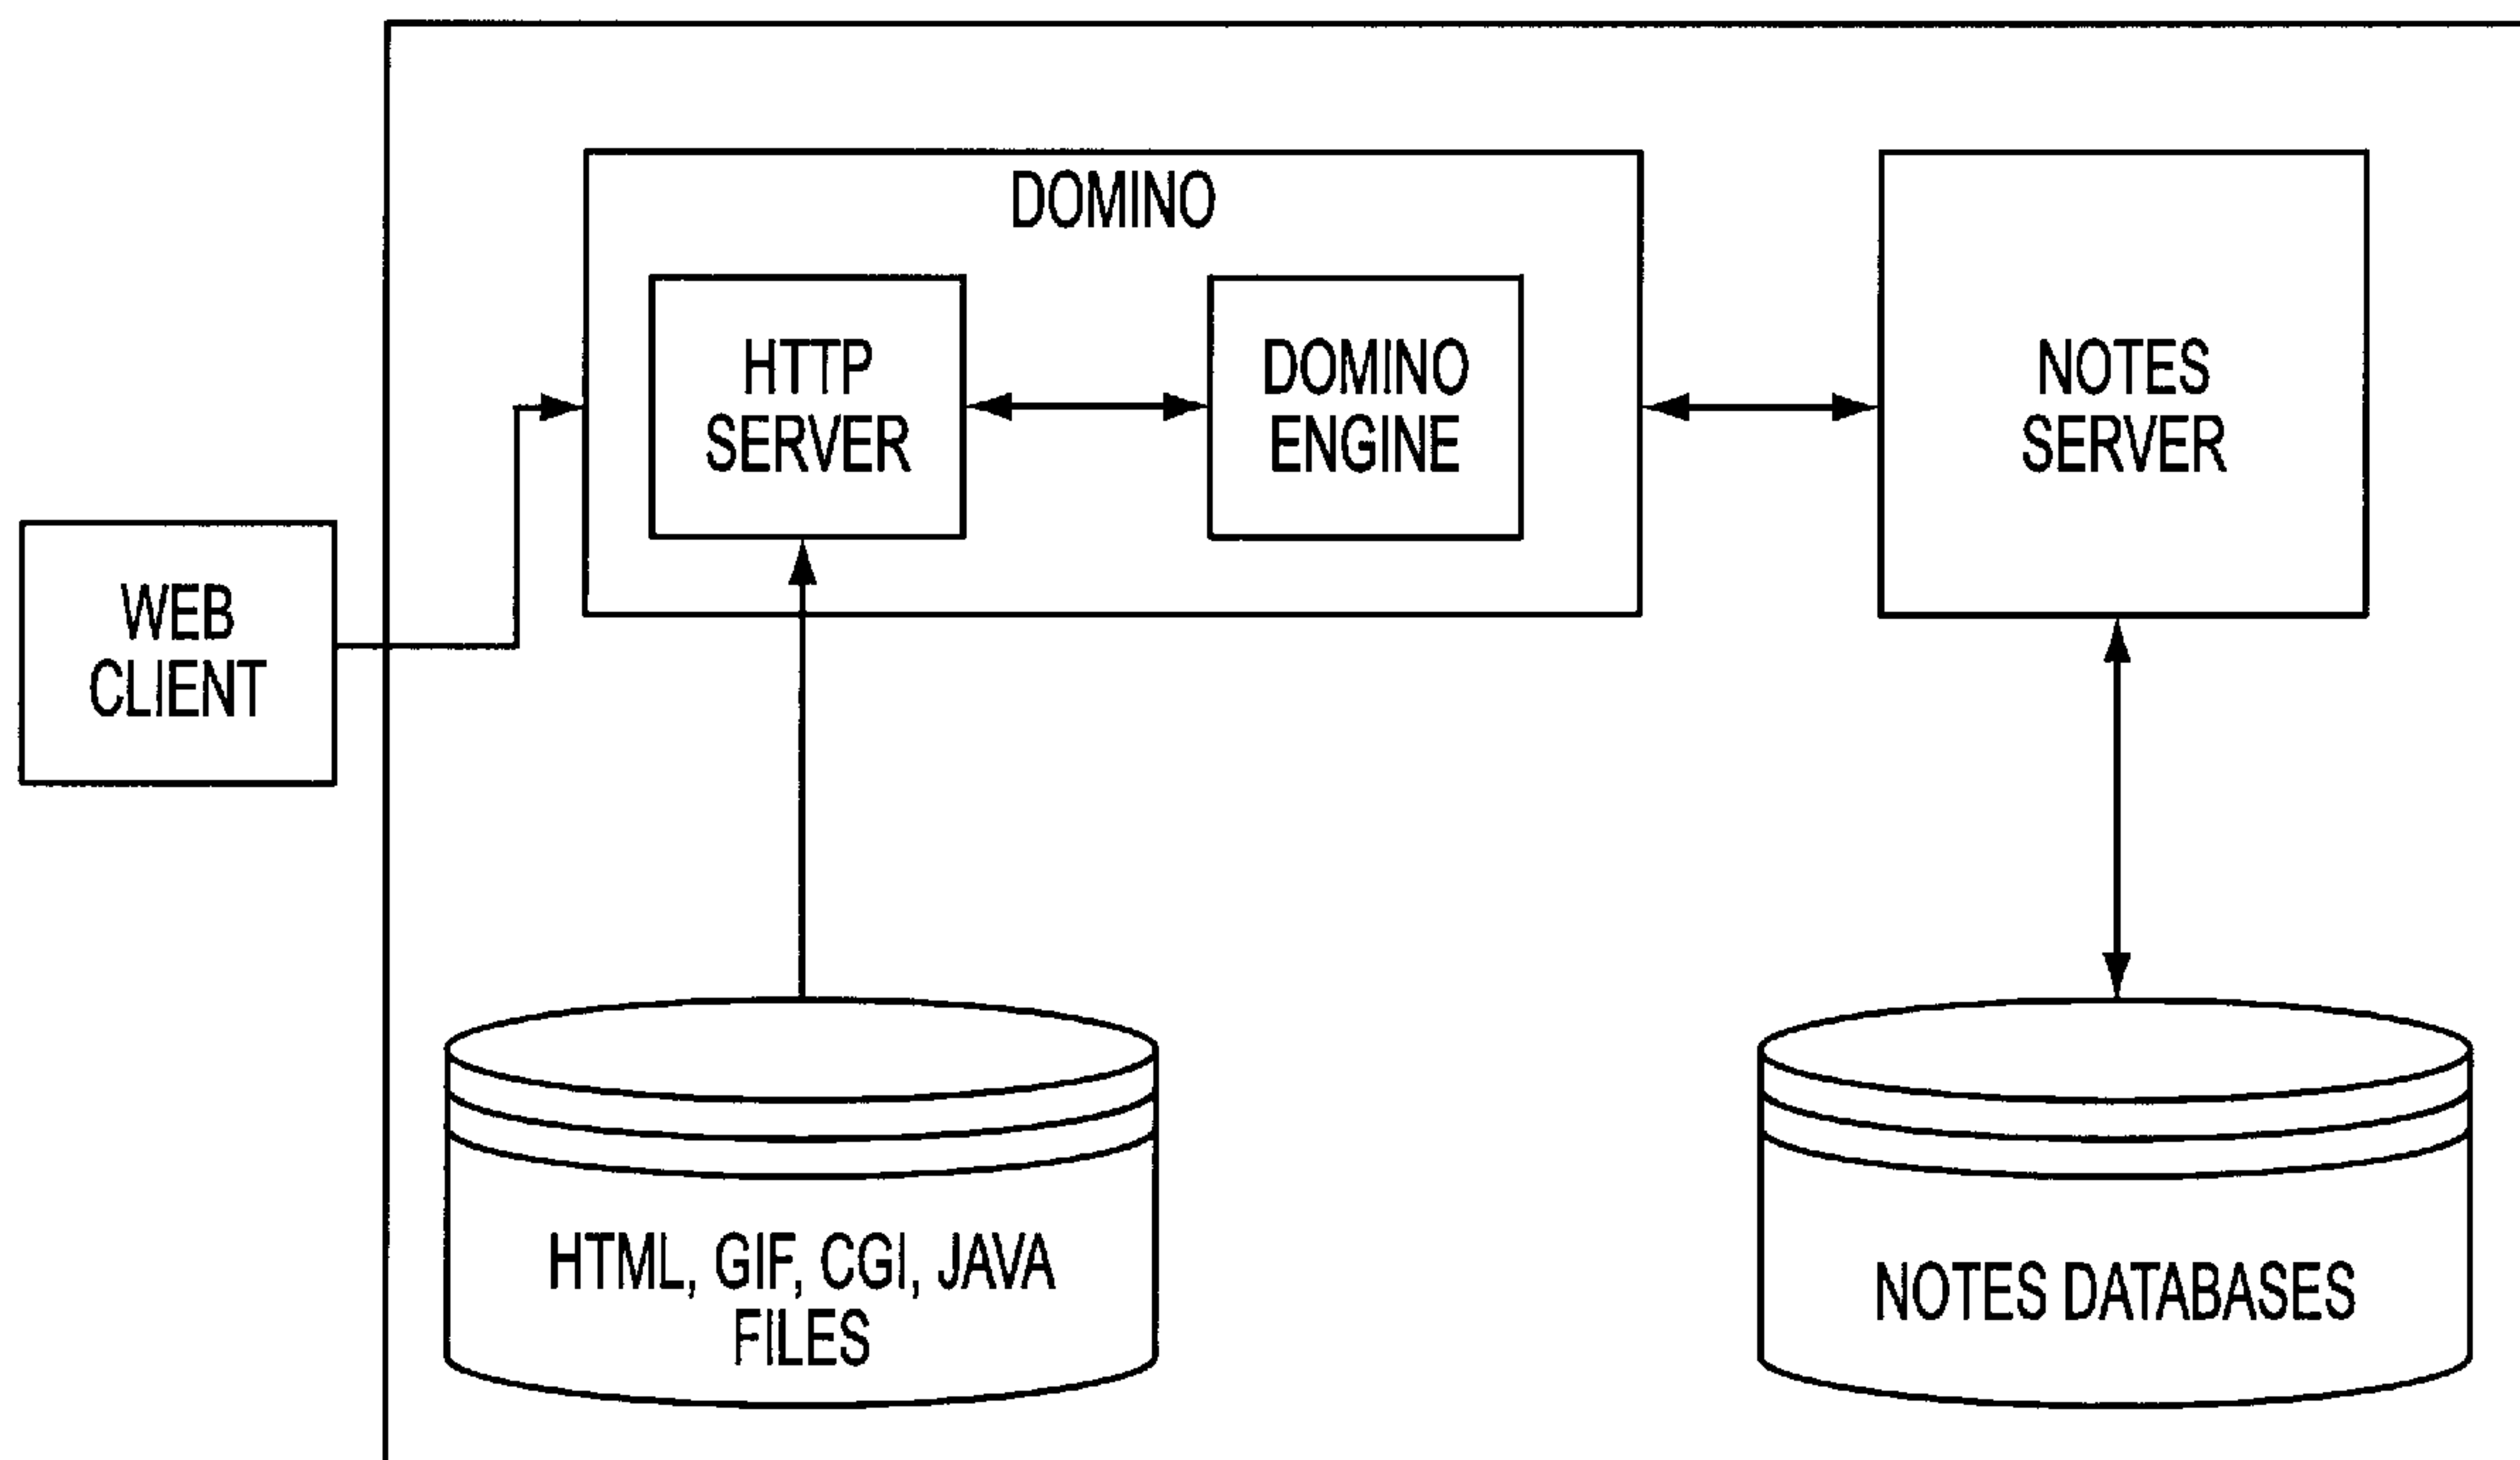 DOMINO
HTTP
SERVER
DOMINO
ENGINE
NOTES
SERVER
WEB
CLIENT
HTML, GIF, CGI, JAVA
FILES
NOTES DATABASES